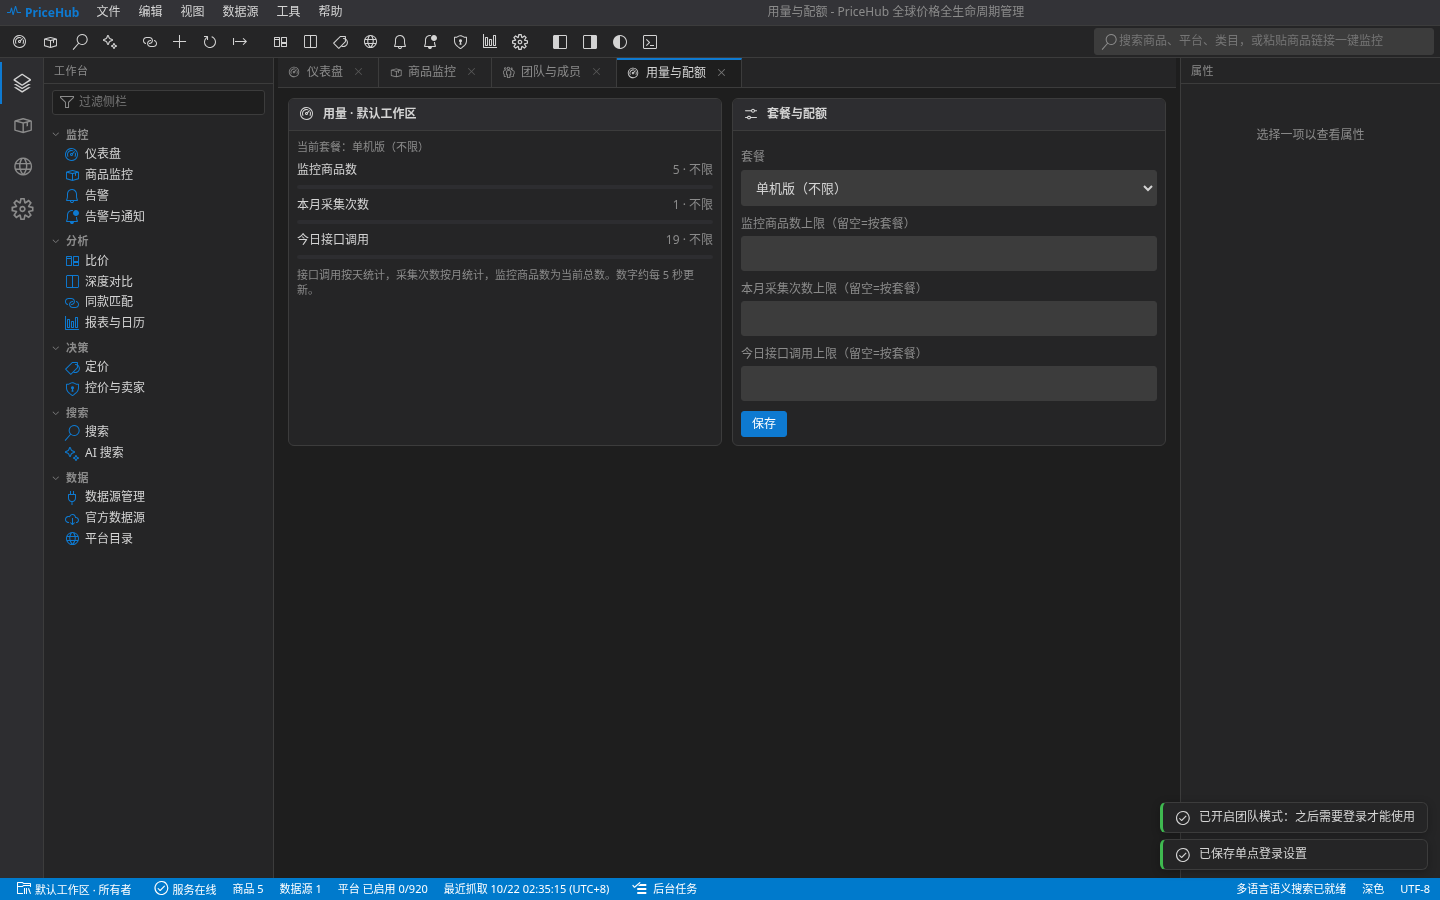 PriceHub 文件 编辑 视图 数据源 工具 帮助
用量与配额 - PriceHub 全球价格全生命周期管理
搜索商品、平台、类目，或粘贴商品链接一键监控
工作台
仪表盘
商品监控
团队与成员
用量与配额
属性
过滤侧栏
监控
仪表盘
商品监控
告警
告警与通知
分析
比价
深度对比
同款匹配
报表与日历
决策
定价
控价与卖家
搜索
搜索
AI 搜索
数据
数据源管理
官方数据源
平台目录
用量 · 默认工作区
当前套餐：单机版（不限）
监控商品数 5 · 不限
本月采集次数 1 · 不限
今日接口调用 19 · 不限
接口调用按天统计，采集次数按月统计，监控商品数为当前总数。数字约每 5 秒更
新。
套餐与配额
套餐
单机版（不限）
监控商品数上限（留空=按套餐）
本月采集次数上限（留空=按套餐）
今日接口调用上限（留空=按套餐）
保存
选择一项以查看属性
已开启团队模式：之后需要登录才能使用
已保存单点登录设置
默认工作区 · 所有者 服务在线 商品 5 数据源 1 平台 已启用 0/920 最近抓取 10/22 02:35:15 (UTC+8) 后台任务 多语言语义搜索已就绪 深色 UTF-8